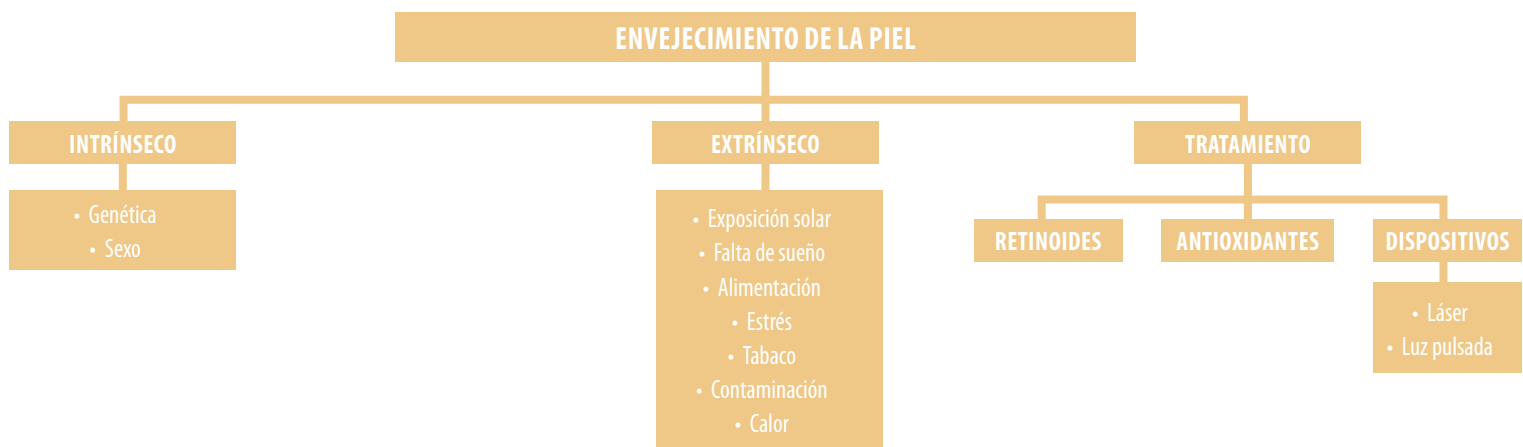 ENVEJECIMIENTO DE LA PIEL
INTRÍNSECO
• Genética
• Sexo
EXTRÍNSECO
• Exposición solar
• Falta de sueño
• Alimentación
• Estrés
• Tabaco
• Contaminación
• Calor
TRATAMIENTO
RETINOIDES
ANTIOXIDANTES
DISPOSITIVOS
• Láser
• Luz pulsada